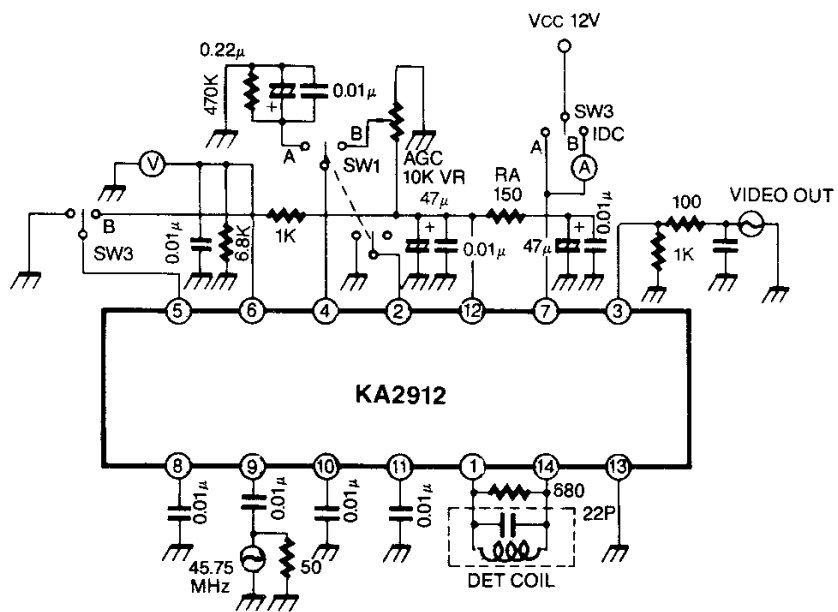 VCC 12V
0.22μ
470K
+
0.01μ
A
B
SW1
AGC
10K VR
SW3
A
B
IDC
A
V
B
SW3
0.01μ
6.8K
1K
47μ
+
0.01μ
RA
150
47μ
+
0.01μ
100
1K
VIDEO OUT
5
6
4
2
12
7
3
KA2912
8
9
10
11
1
14
13
0.01μ
0.01μ
0.01μ
0.01μ
680
22P
45.75
MHz
50
DET COIL